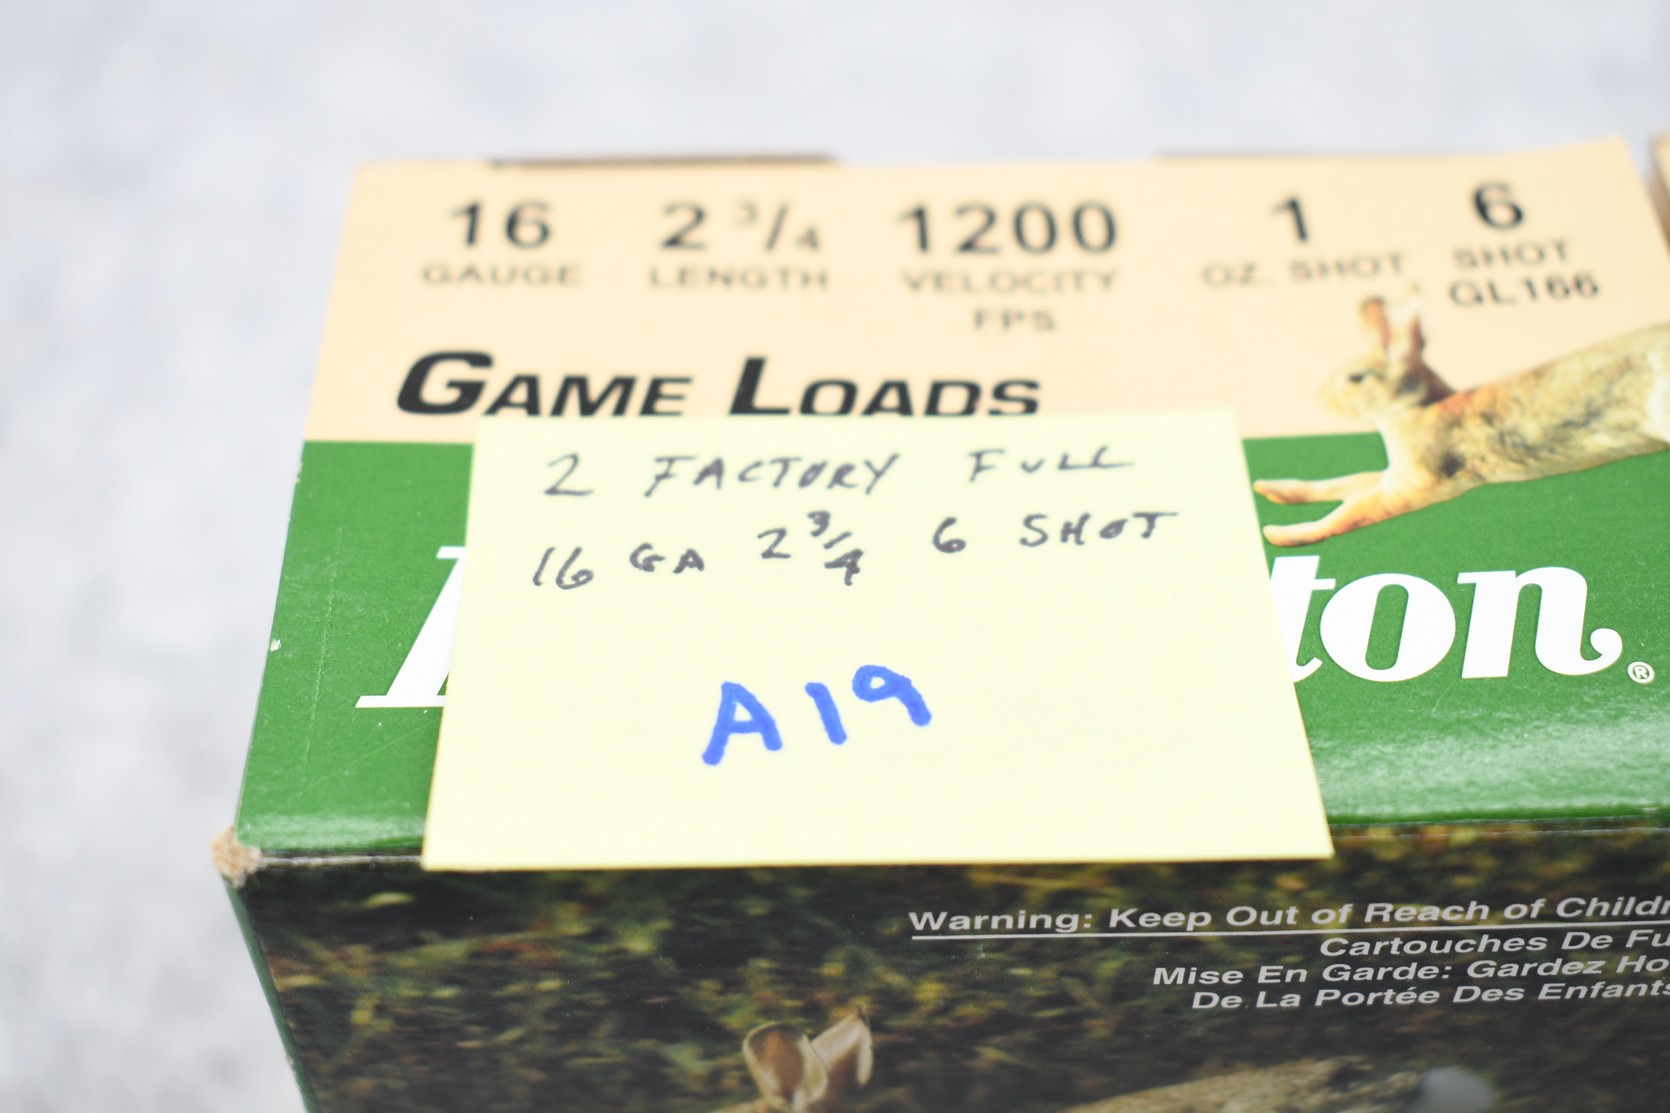 16 2 3/4 1200 1 6
GAUGE LENGTH VELOCITY OZ. SHOT SHOT
FPS GL166
GAME LOADS
2 FACTORY FULL
16 GA 2 3/4 6 SHOT
A19
ton®
Warning: Keep Out of Reach of Childr
Cartouches De Fu
Mise En Garde: Gardez Ho
De La Portée Des Enfants